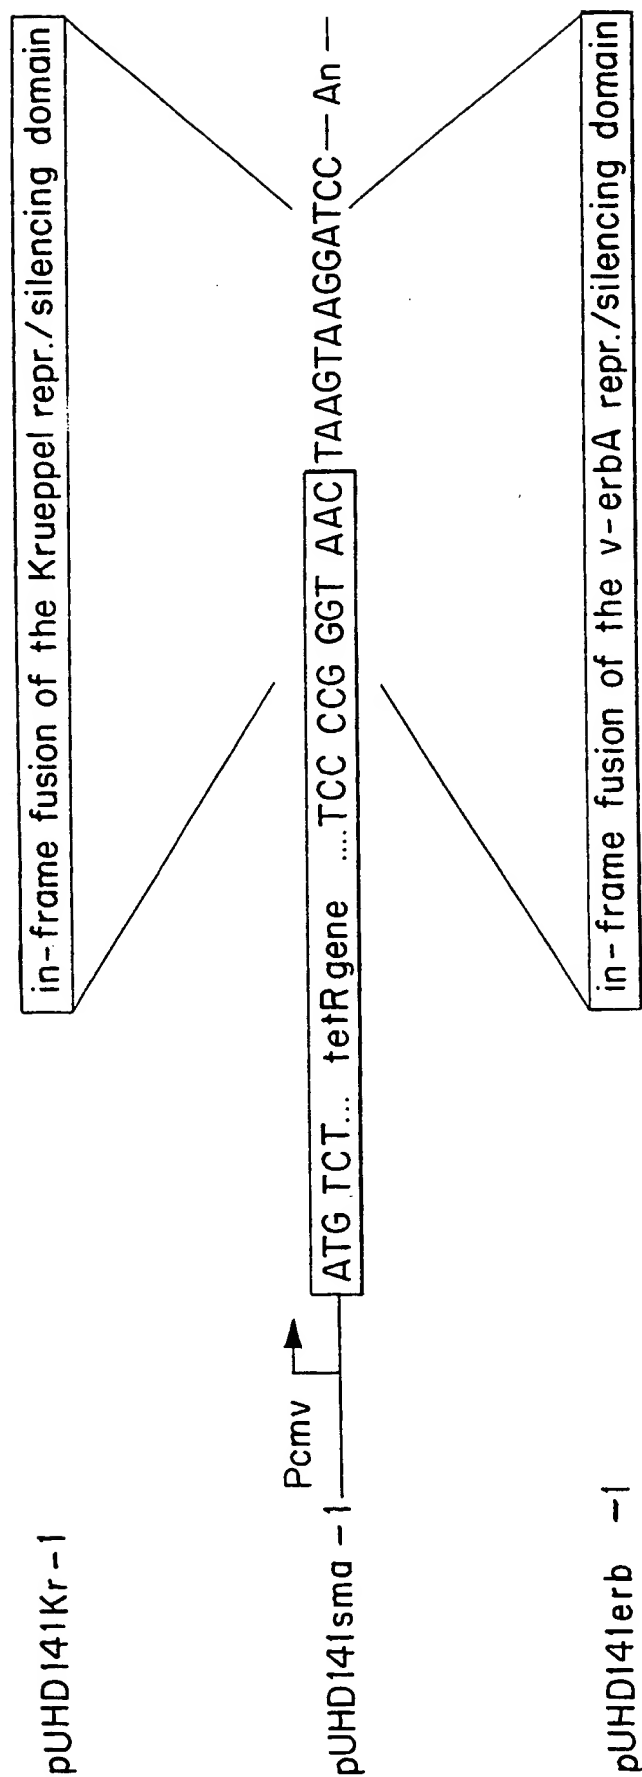 pUHD141Kr-1
in-frame fusion of the Krueppel repr./silencing domain
pUHD141sma-1
Pcmv
ATG TCT... tetR gene ....TCC CCG GGT AAC TAAGTAAGGATCC — An —
pUHD141erb -1
in-frame fusion of the v-erbA repr./silencing domain